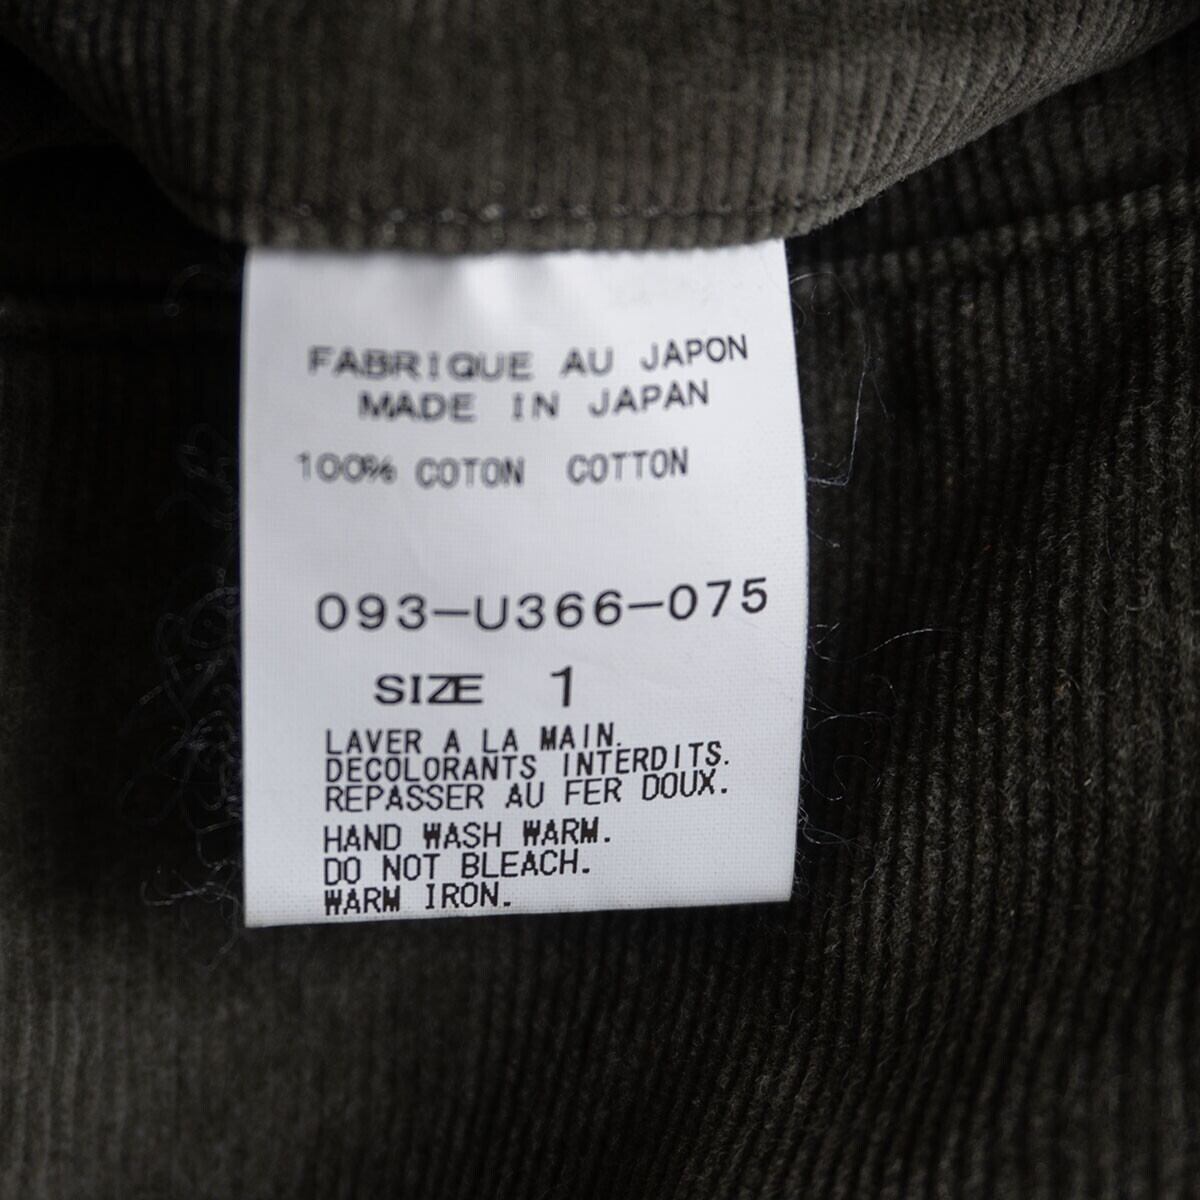 FABRIQUE AU JAPON
MADE IN JAPAN
100% COTON COTTON
093-U366-075
SIZE 1
LAVER A LA MAIN.
DECOLORANTS INTERDITS.
REPASSER AU FER DOUX.
HAND WASH WARM.
DO NOT BLEACH.
WARM IRON.